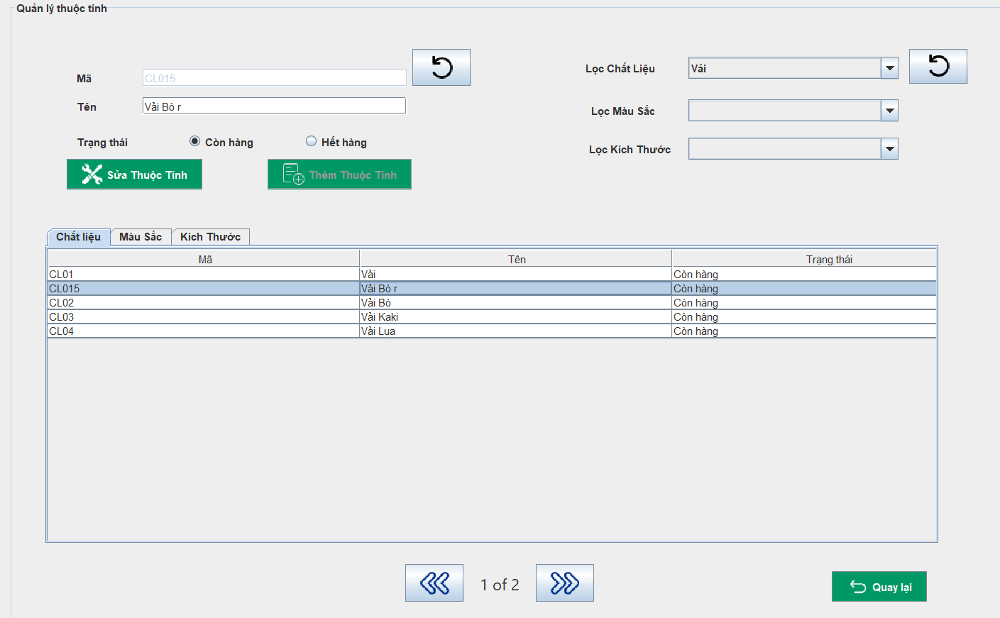 Quản lý thuộc tính
Mã
CL015
Tên
Vải Bò r
Trạng thái
Còn hàng
Hết hàng
Sửa Thuộc Tính
Thêm Thuộc Tính
Lọc Chất Liệu
Vải
Lọc Màu Sắc
Lọc Kích Thước
Chất liệu Màu Sắc Kích Thước
Mã Tên Trạng thái
CL01 Vải Còn hàng
CL015 Vải Bò r Còn hàng
CL02 Vải Bò Còn hàng
CL03 Vải Kaki Còn hàng
CL04 Vải Lụa Còn hàng
1 of 2
Quay lại